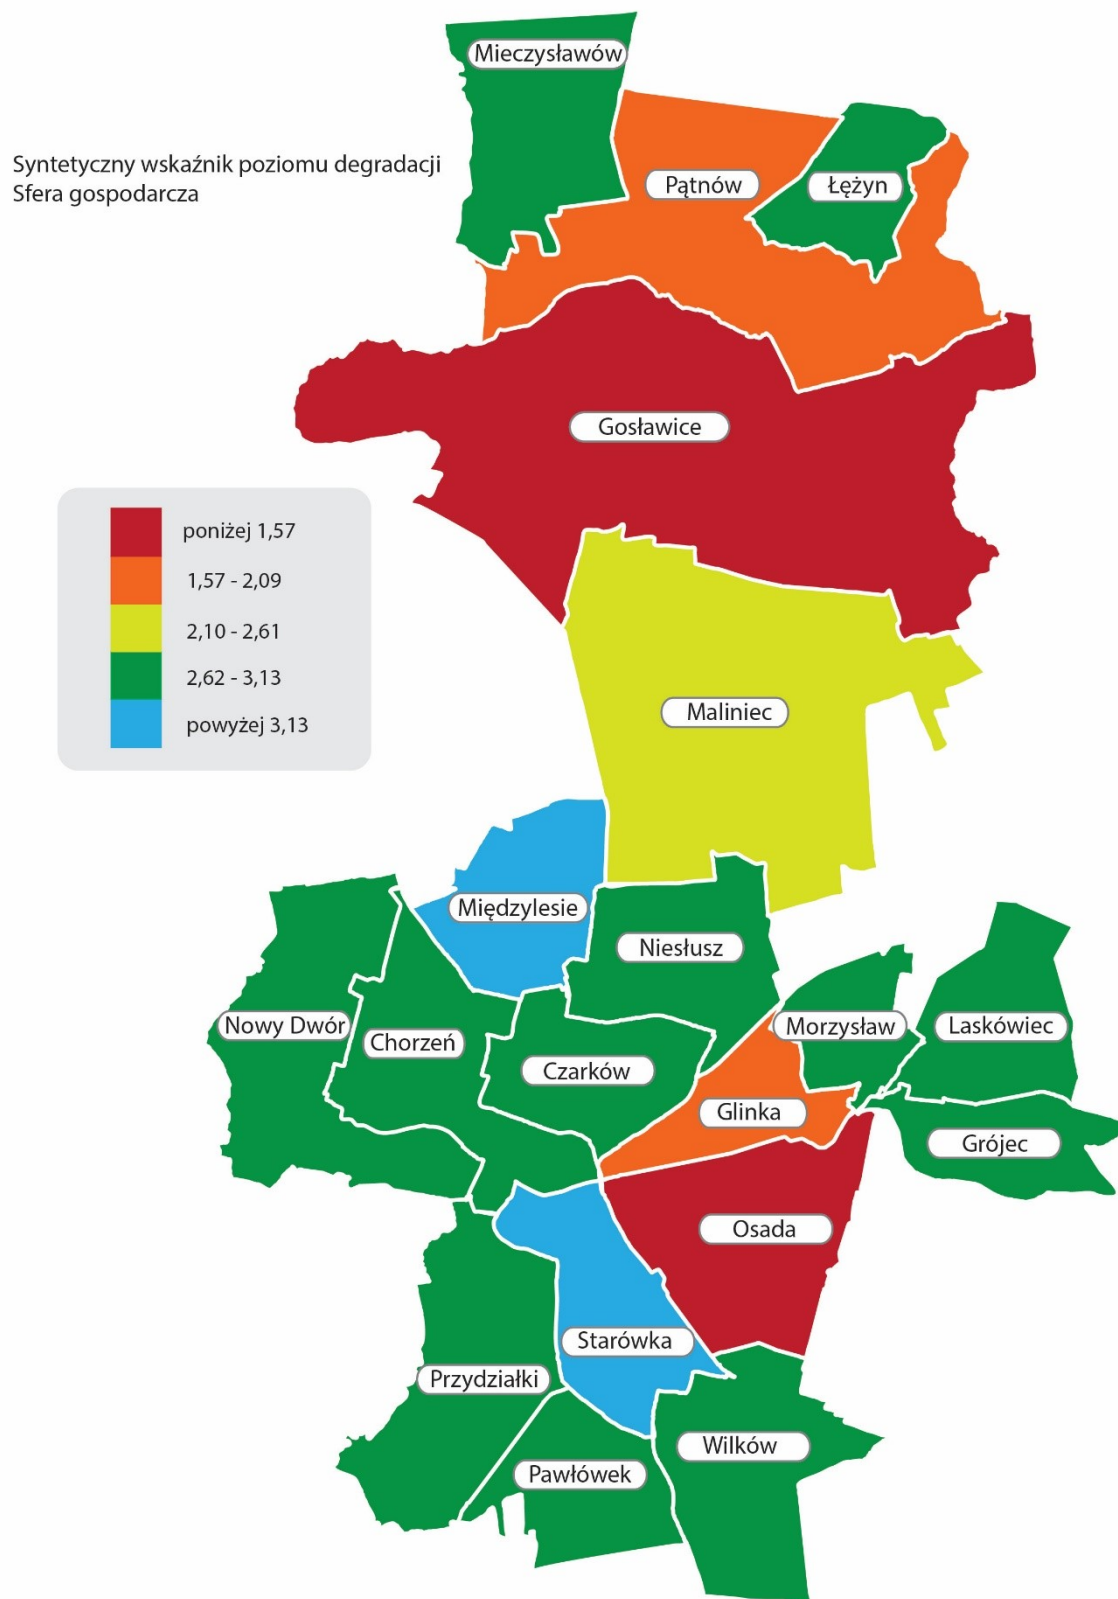 Mieczysławów
Syntetyczny wskaźnik poziomu degradacji
Sfera gospodarcza
Pątnów
Łężyn
Gosławice
poniżej 1,57
1,57 - 2,09
2,10 - 2,61
2,62 - 3,13
powyżej 3,13
Maliniec
Międzylesie
Niesłusz
Nowy Dwór
Chorzeń
Morzysław
Laskówiec
Czarków
Glinka
Grójec
Osada
Starówka
Przydziałki
Wilków
Pawłówek